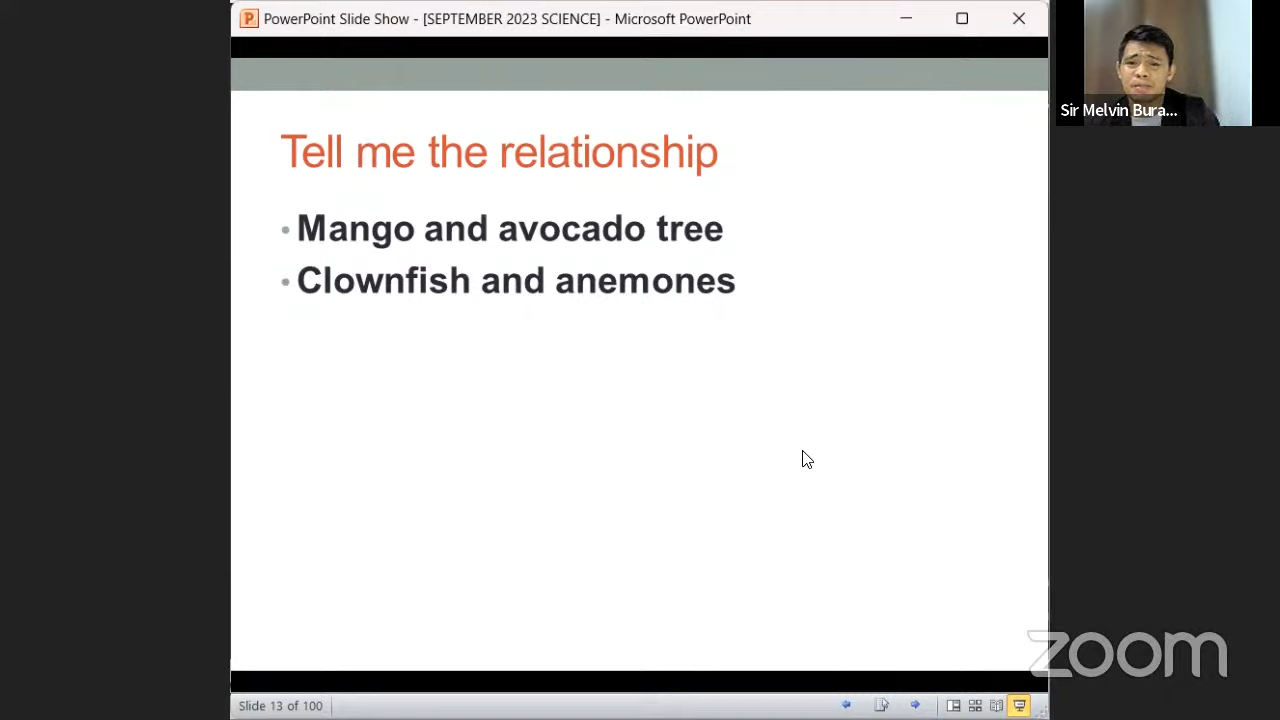 PowerPoint Slide Show - [SEPTEMBER 2023 SCIENCE] - Microsoft PowerPoint
Sir Melvin Bura...
Tell me the relationship
• Mango and avocado tree
• Clownfish and anemones
zoom
Slide 13 of 100